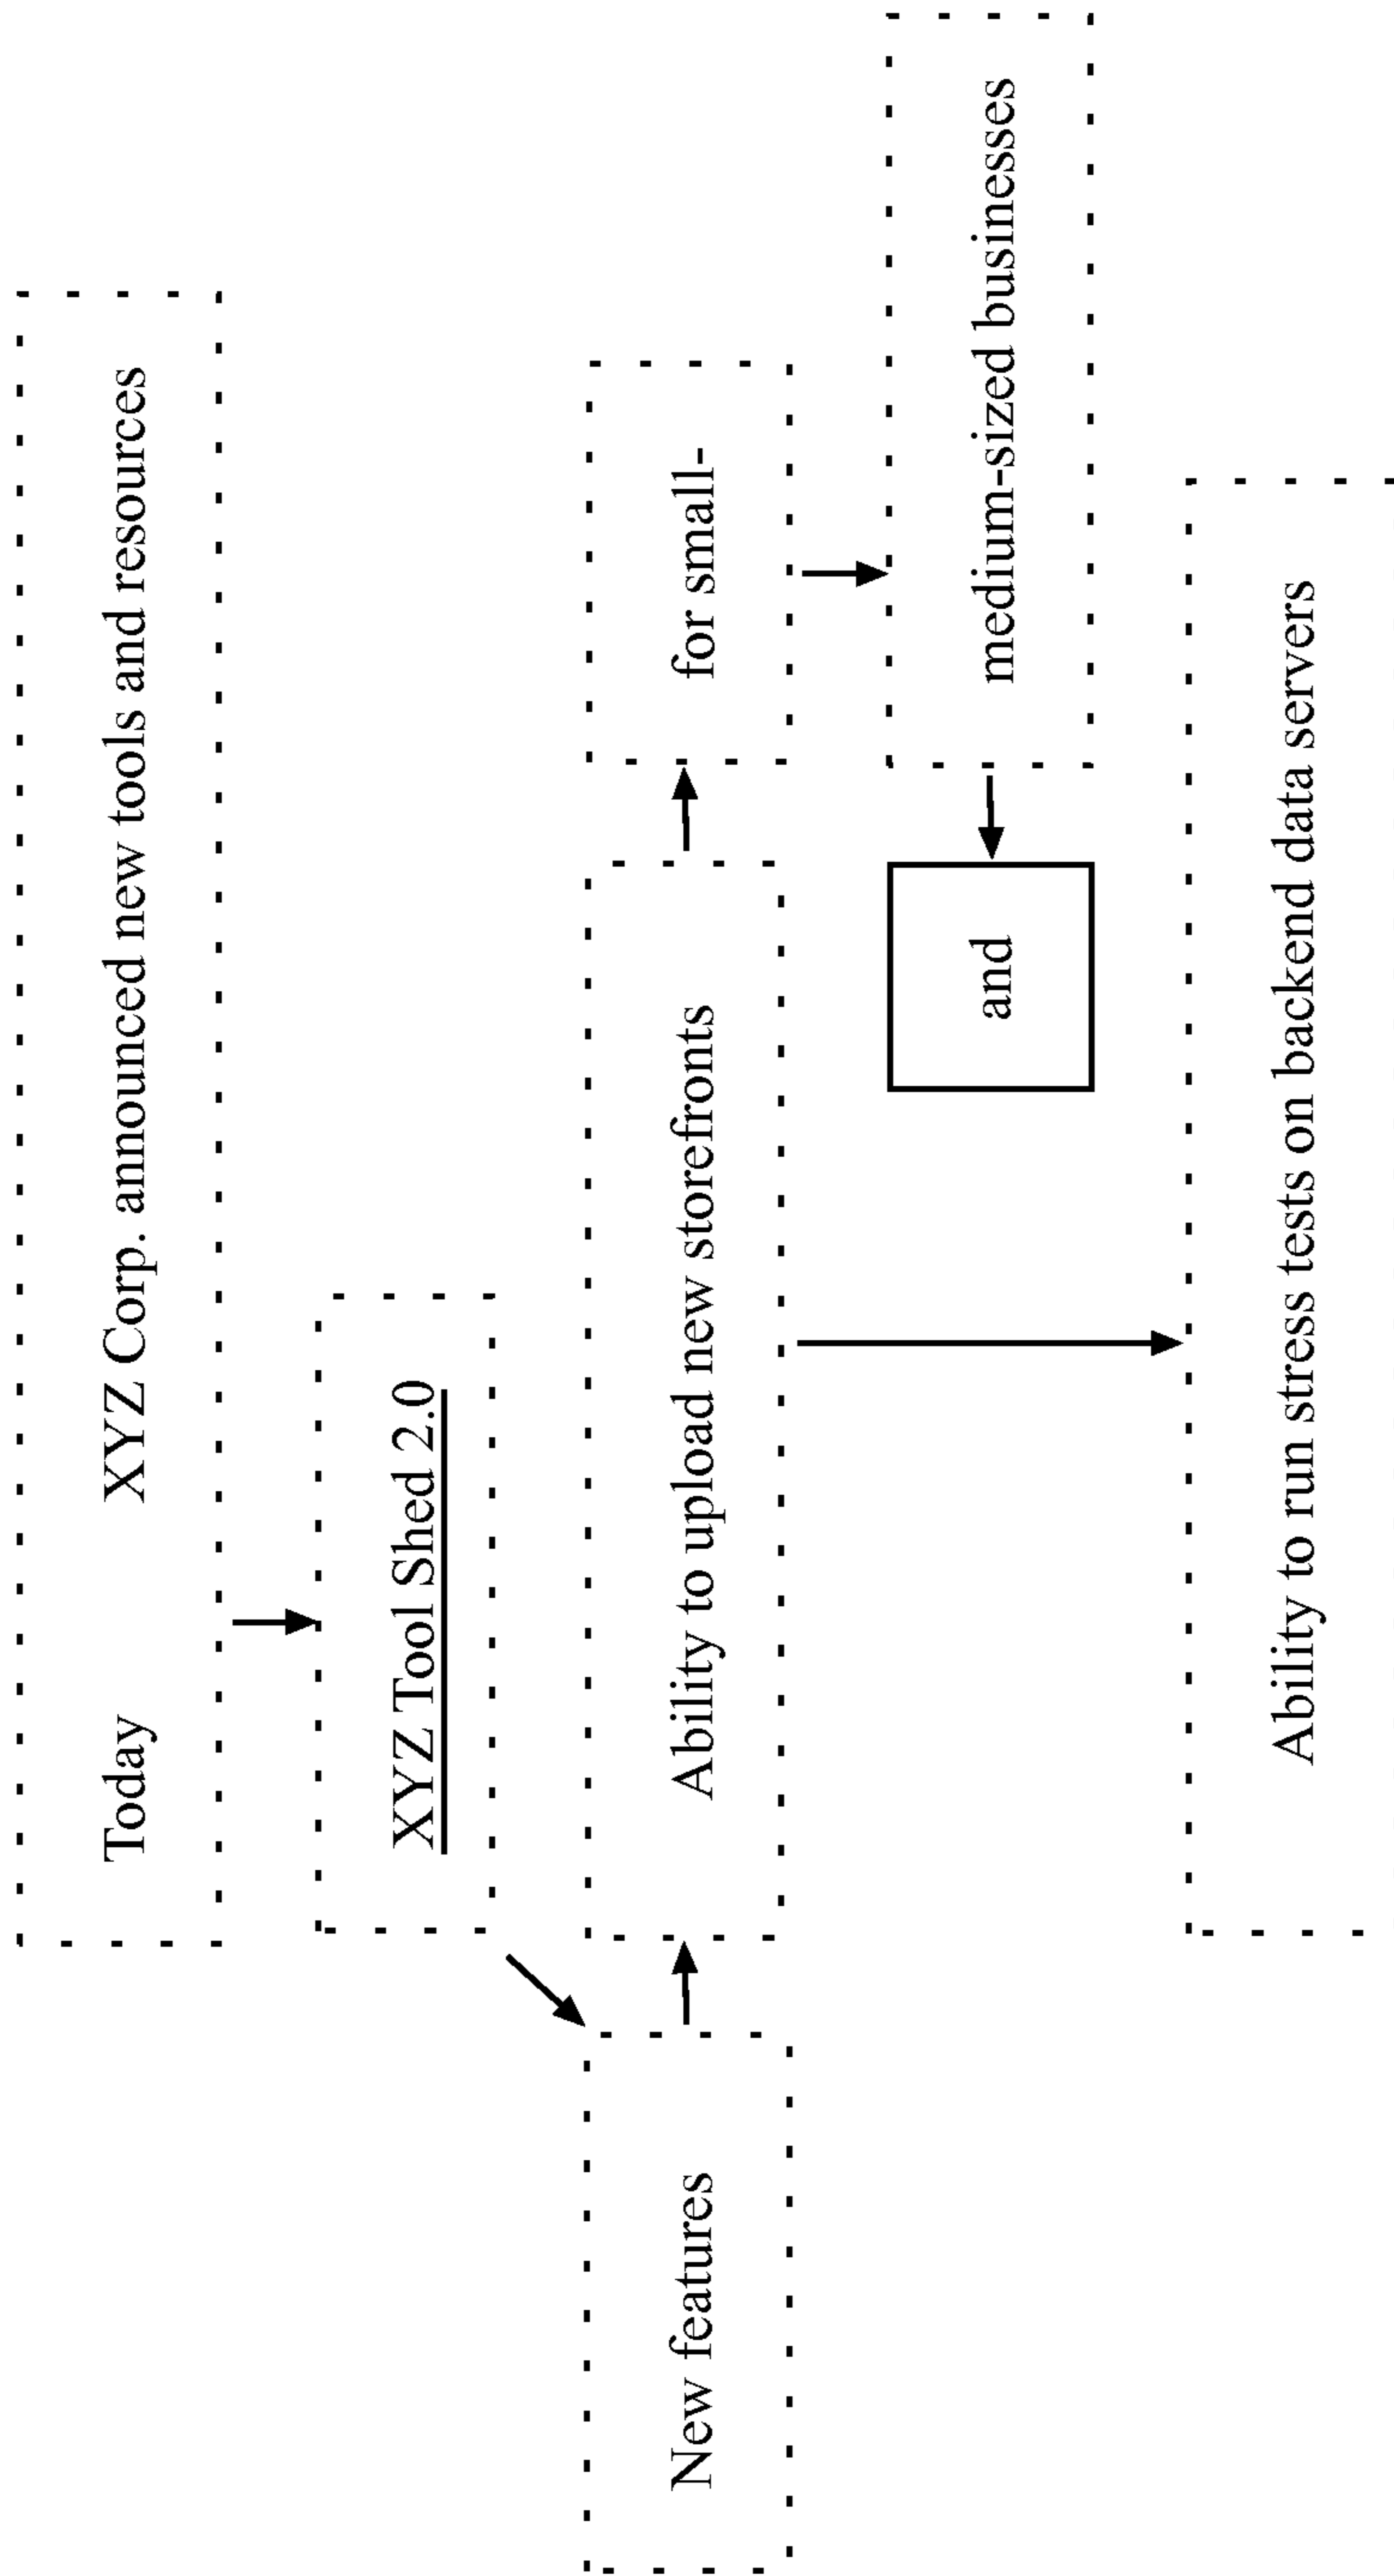 Today XYZ Corp. announced new tools and resources
XYZ Tool Shed 2.0
New features
Ability to upload new storefronts
for small-
medium-sized businesses
and
Ability to run stress tests on backend data servers